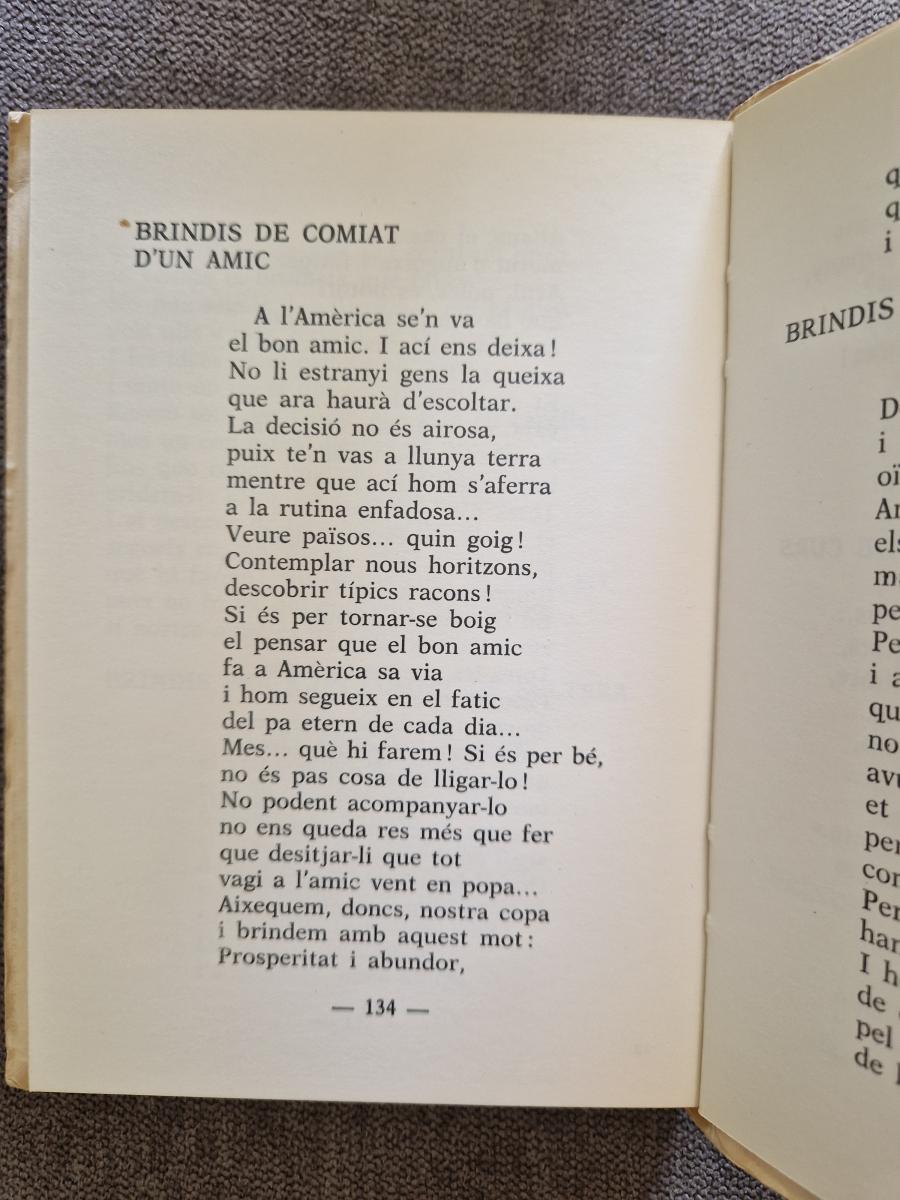 BRINDIS DE COMIAT
D'UN AMIC
A l'Amèrica se'n va
el bon amic. I ací ens deixa!
No li estranyi gens la queixa
que ara haurà d'escoltar.
La decisió no és airosa,
puix te'n vas a llunya terra
mentre que ací hom s'aferra
a la rutina enfadosa...
Veure països... quin goig!
Contemplar nous horitzons,
descobrir típics racons!
Si és per tornar-se boig
el pensar que el bon amic
fa a Amèrica sa via
i hom segueix en el fatic
del pa etern de cada dia...
Mes... què hi farem! Si és per bé,
no és pas cosa de lligar-lo!
No podent acompanyar-lo
no ens queda res més que fer
que desitjar-li que tot
vagi a l'amic vent en popa...
Aixequem, doncs, nostra copa
i brindem amb aquest mot:
Prosperitat i abundor,
— 134 —
i
BRINDIS
i
no
et
I
de
pel
de